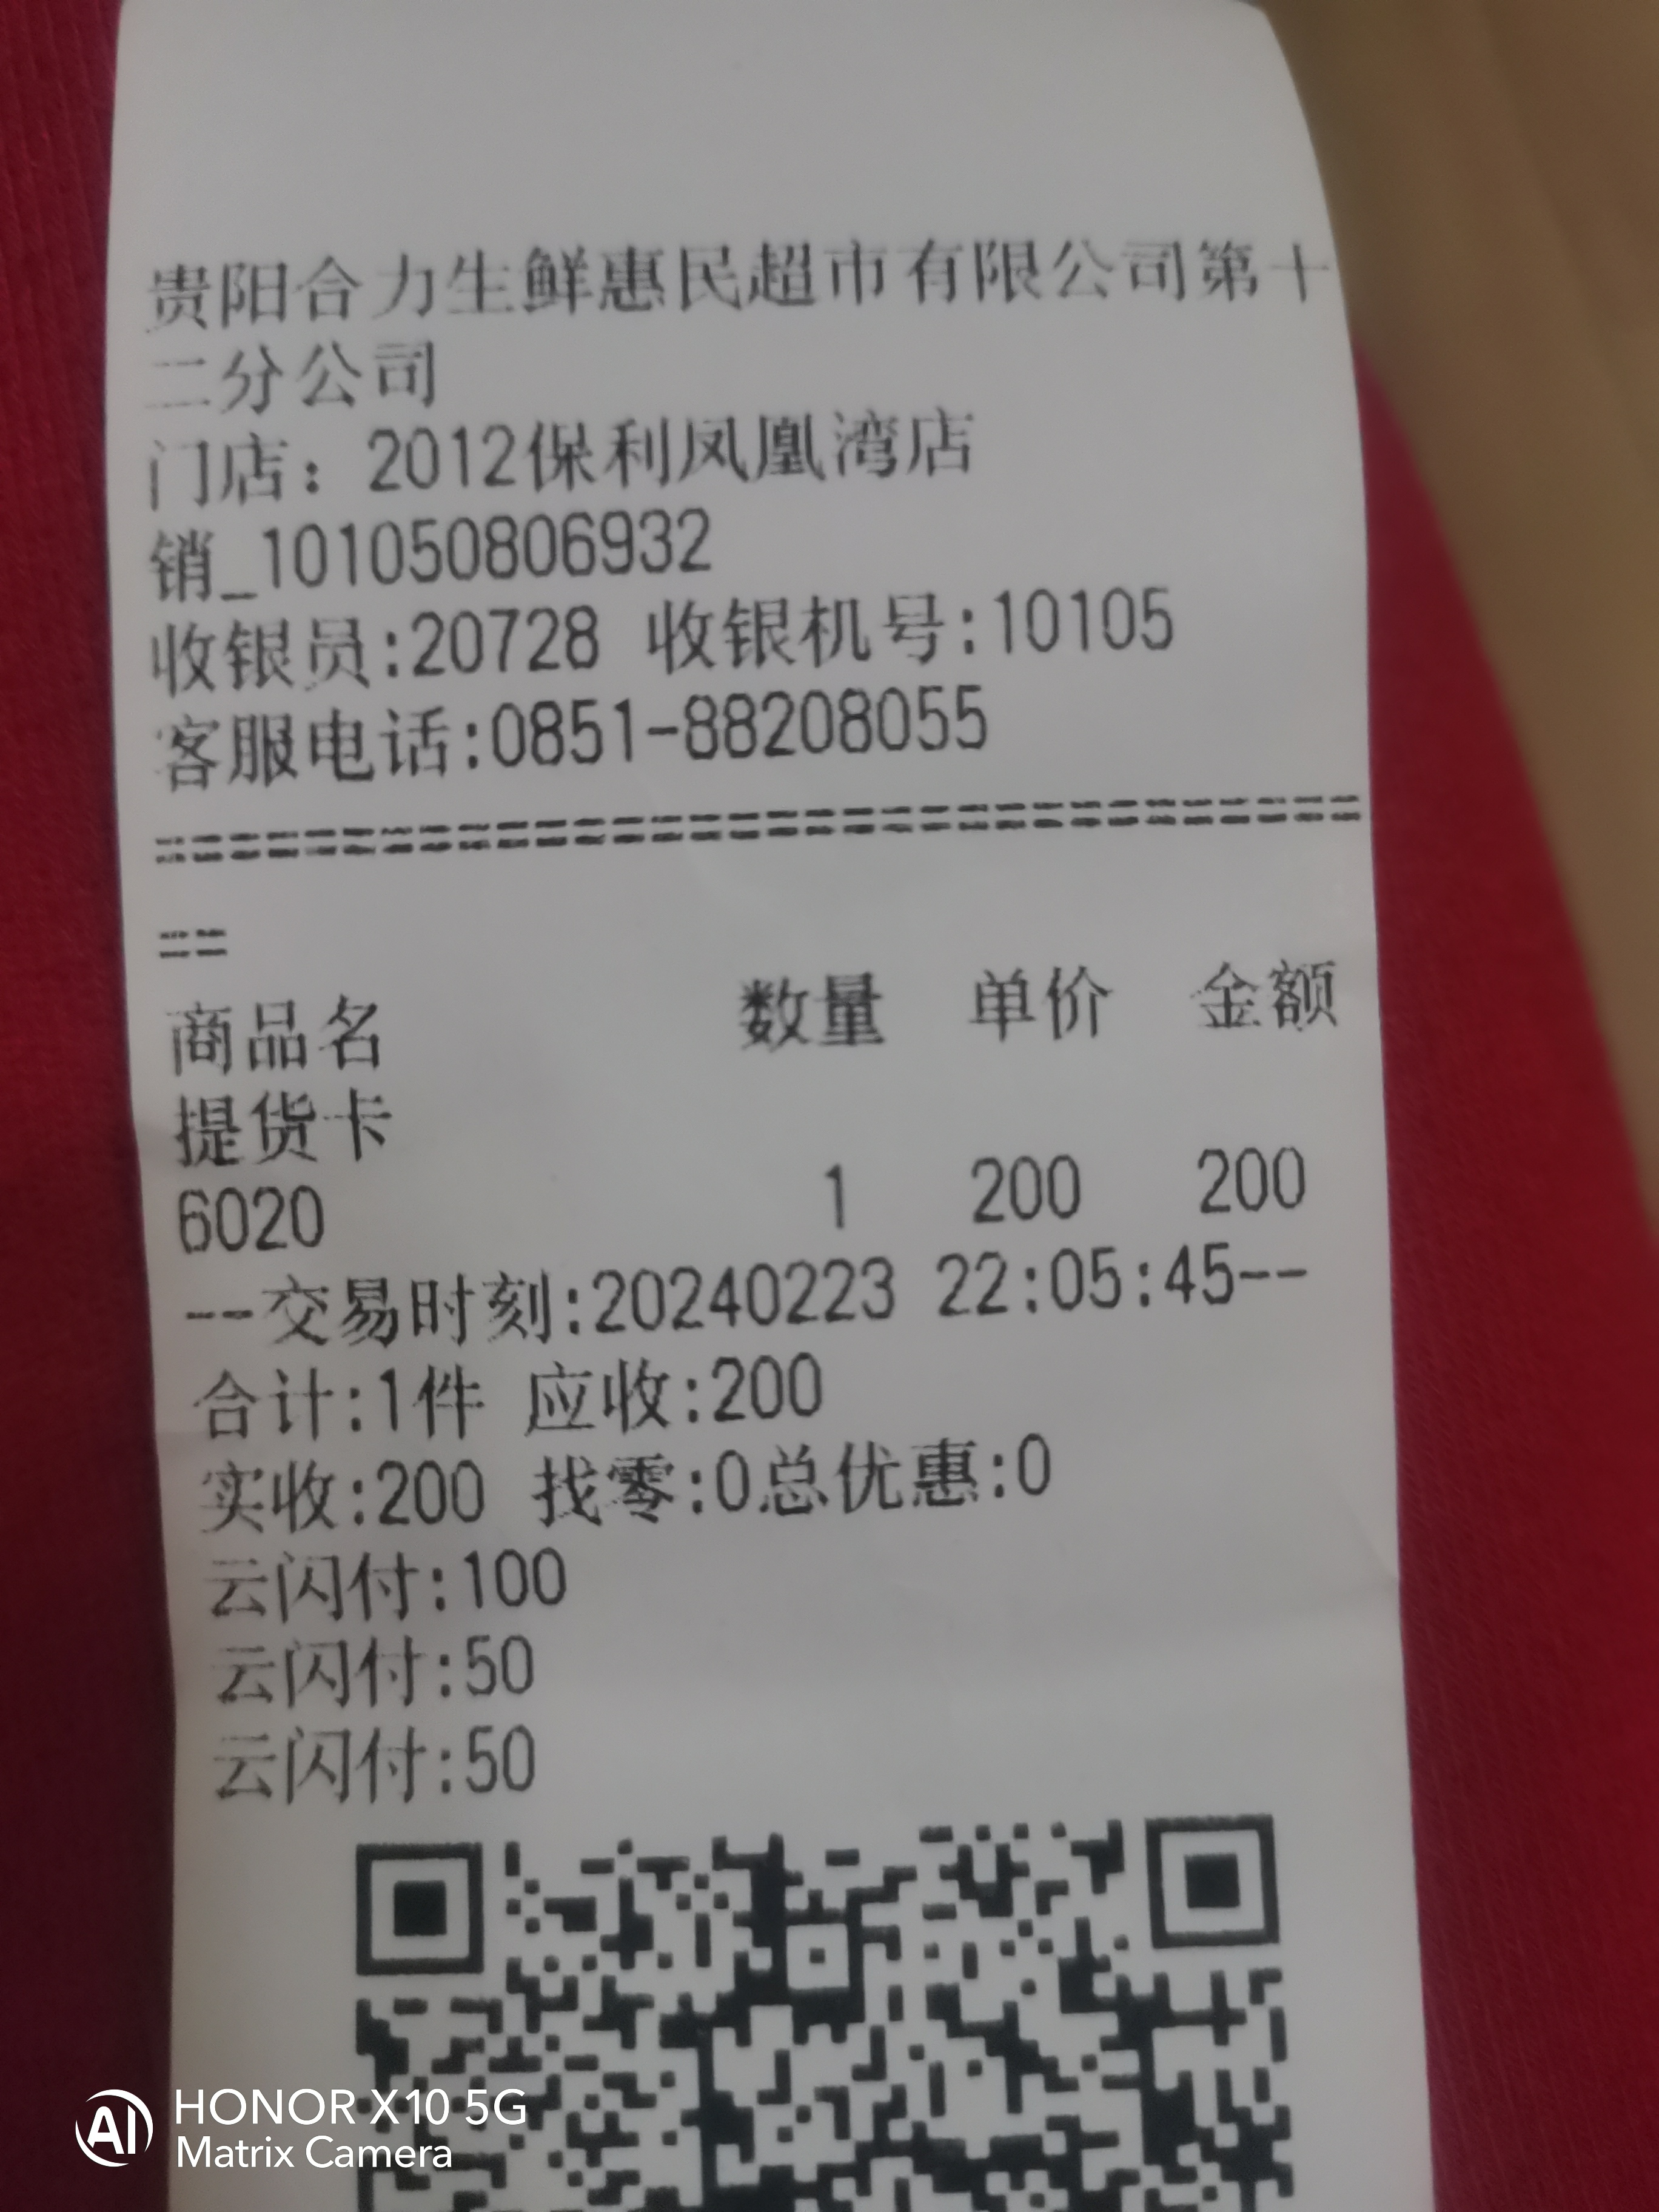 贵阳合力生鲜惠民超市有限公司第十
二分公司
门店：2012保利凤凰湾店
销_101050806932
收银员:20728 收银机号:10105
客服电话:0851-88208055
================================
==
商品名 数量 单价 金额
提货卡
6020 1 200 200
--交易时刻:20240223 22:05:45--
合计:1件 应收:200
实收:200 找零:0总优惠:0
云闪付:100
云闪付:50
云闪付:50
AI HONOR X10 5G
Matrix Camera